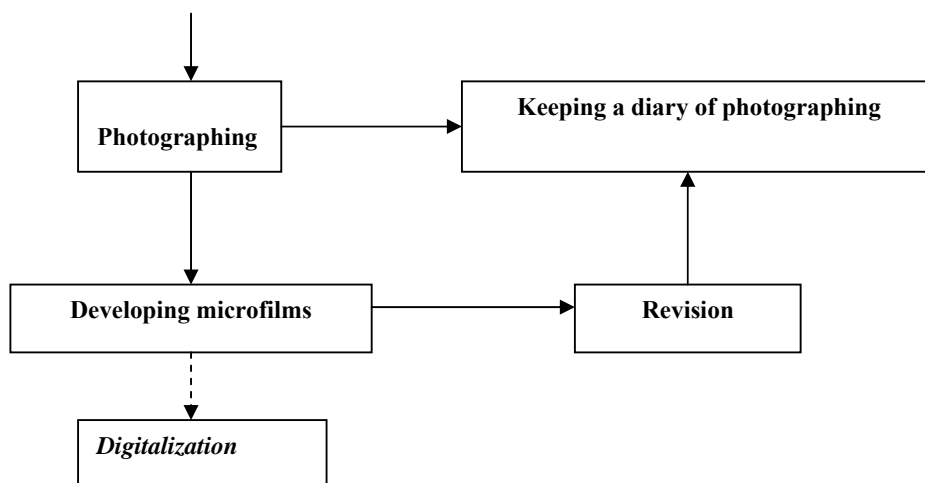 Keeping a diary of photographing
Photographing
Developing microfilms
Revision
Digitalization